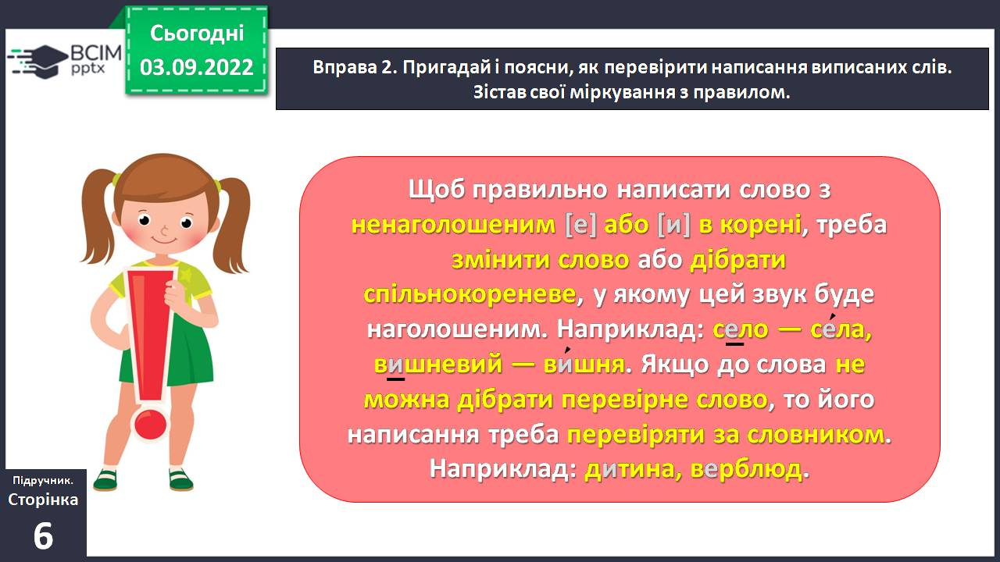 Сьогодні
03.09.2022
ВСІМ
pptx
Вправа 2. Пригадай і поясни, як перевірити написання виписаних слів.
Зістав свої міркування з правилом.
Щоб правильно написати слово з
ненаголошеним [е] або [и] в корені, треба
змінити слово або дібрати
спільнокореневе, у якому цей звук буде
наголошеним. Наприклад: село — се́ла,
вишневий — ви́шня. Якщо до слова не
можна дібрати перевірне слово, то його
написання треба перевіряти за словником.
Наприклад: дитина, верблюд.
Підручник.
Сторінка
6